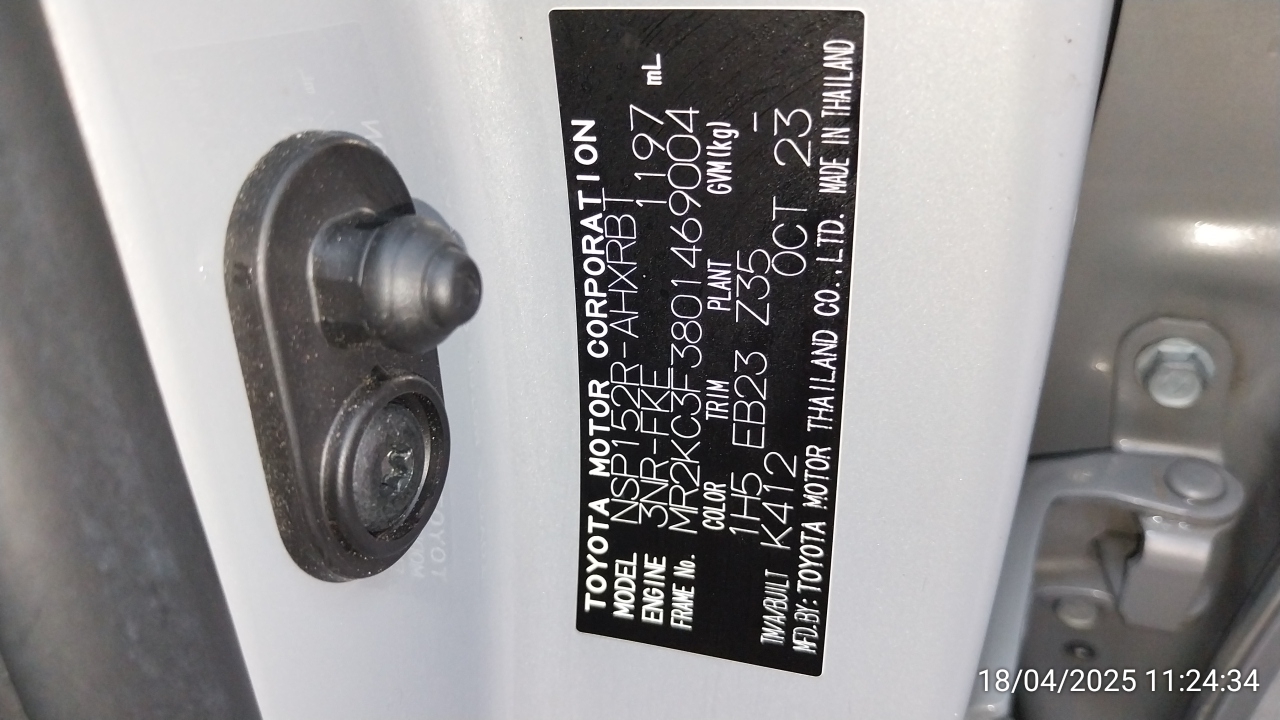 TOYOTA MOTOR CORPORATION
MODEL NSP152R-AHXRBT
ENGINE 3NR-FKE 1197 mL
FRAME No. MR2KC3F3801469004
COLOR TRIM PLANT GVM(kg)
1H5 EB23 Z35 -
TM/A/BUILT K412 OCT 23
MFD.BY: TOYOTA MOTOR THAILAND CO.,LTD. MADE IN THAILAND
18/04/2025 11:24:34